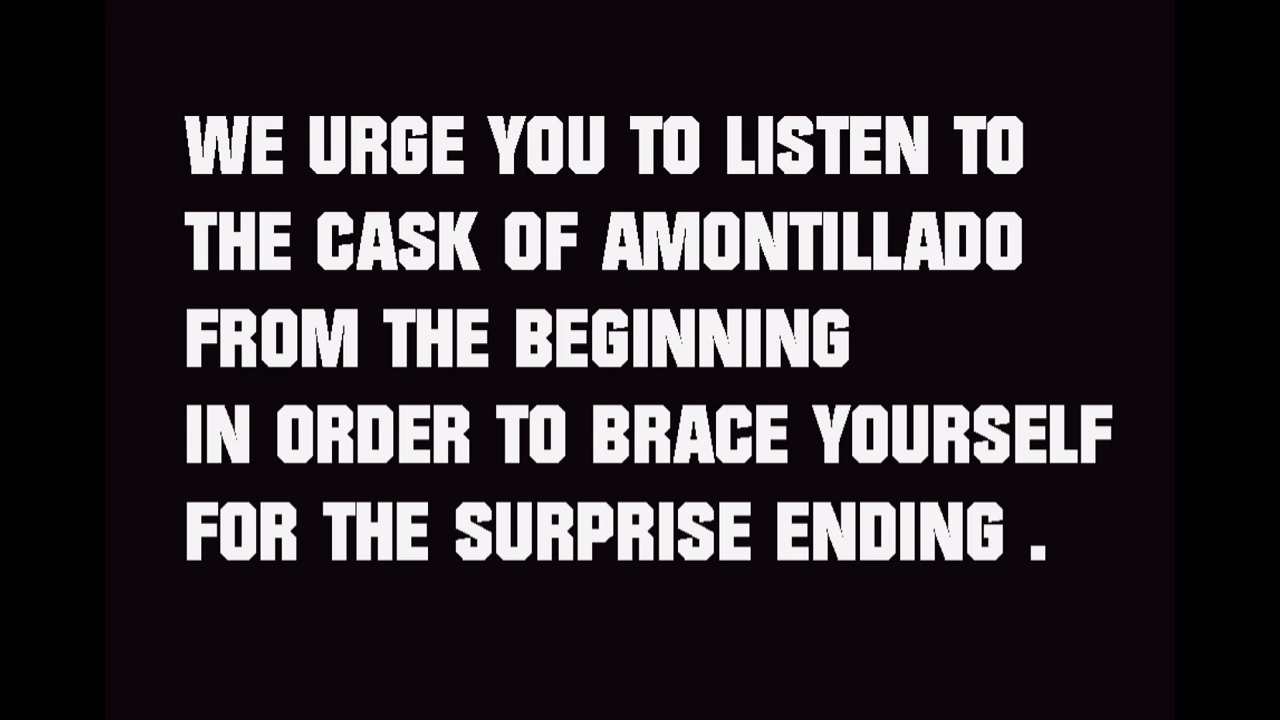 WE URGE YOU TO LISTEN TO
THE CASK OF AMONTILLADO
FROM THE BEGINNING
IN ORDER TO BRACE YOURSELF
FOR THE SURPRISE ENDING .